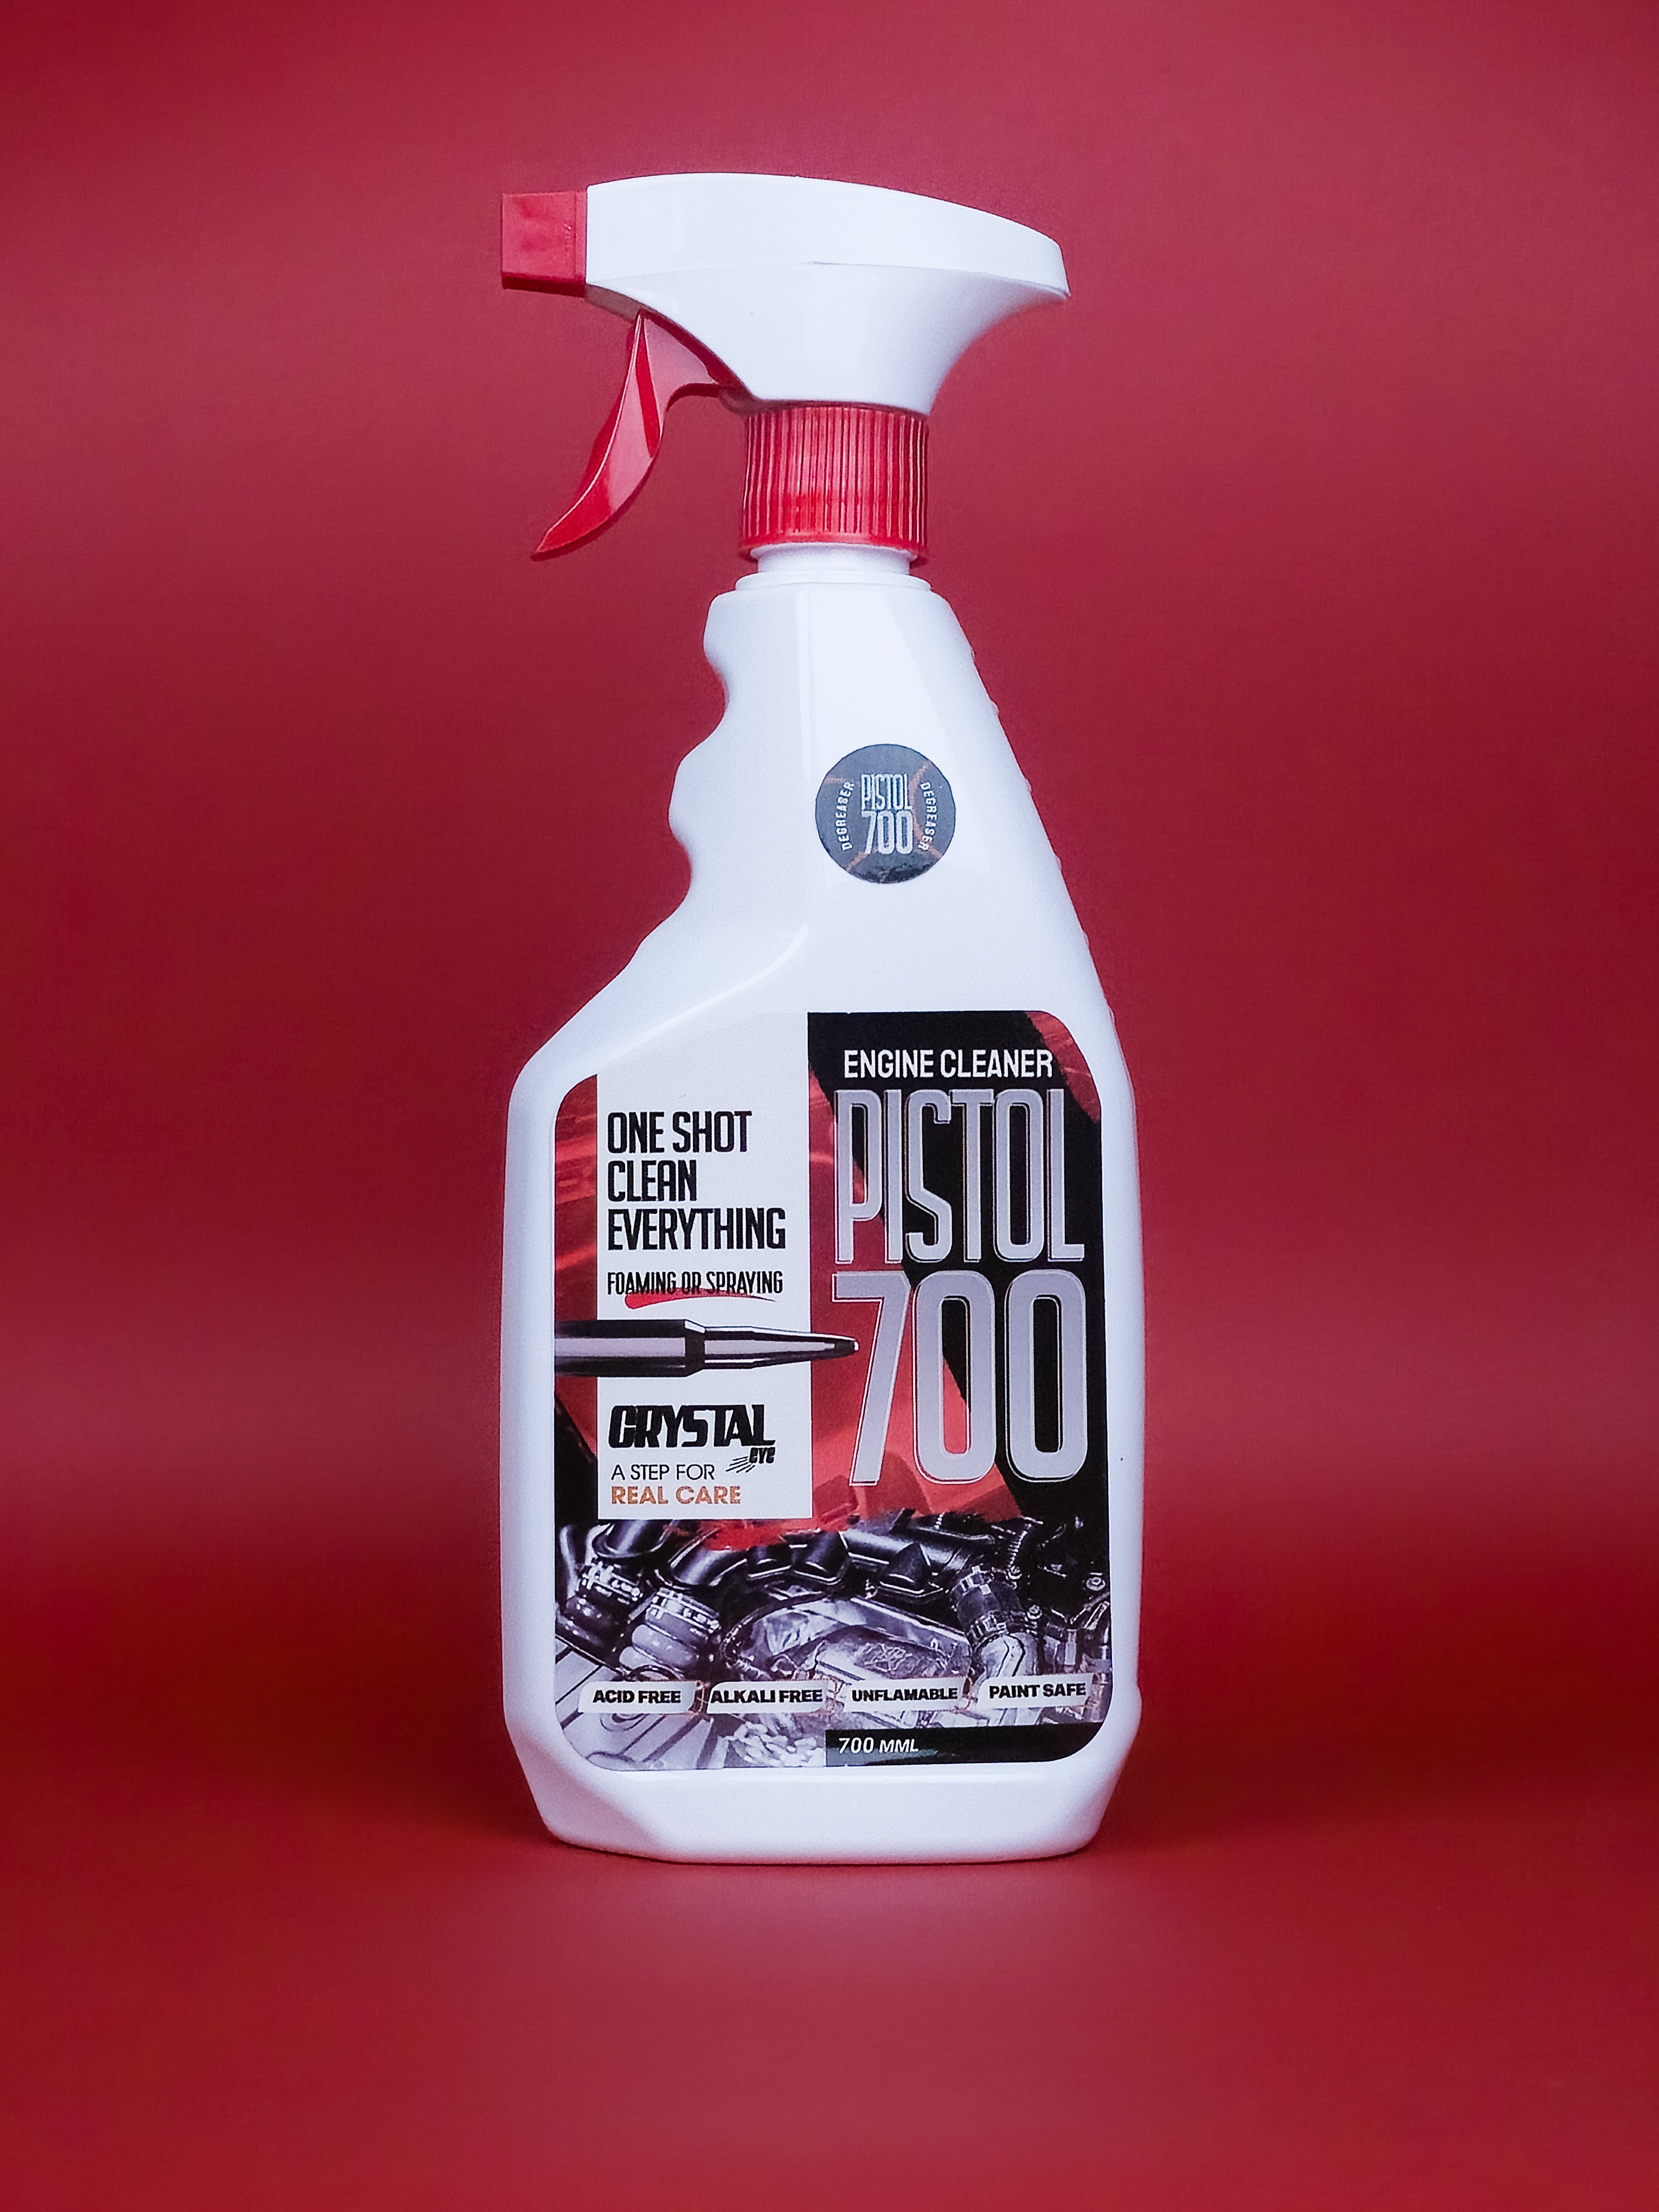 DEGREASER
PISTOL
700
DEGREASER
ENGINE CLEANER
PISTOL
700
ONE SHOT
CLEAN
EVERYTHING
FOAMING OR SPRAYING
CRYSTAL
eye
A STEP FOR
REAL CARE
ACID FREE
ALKALI FREE
UNFLAMABLE
PAINT SAFE
700 MML